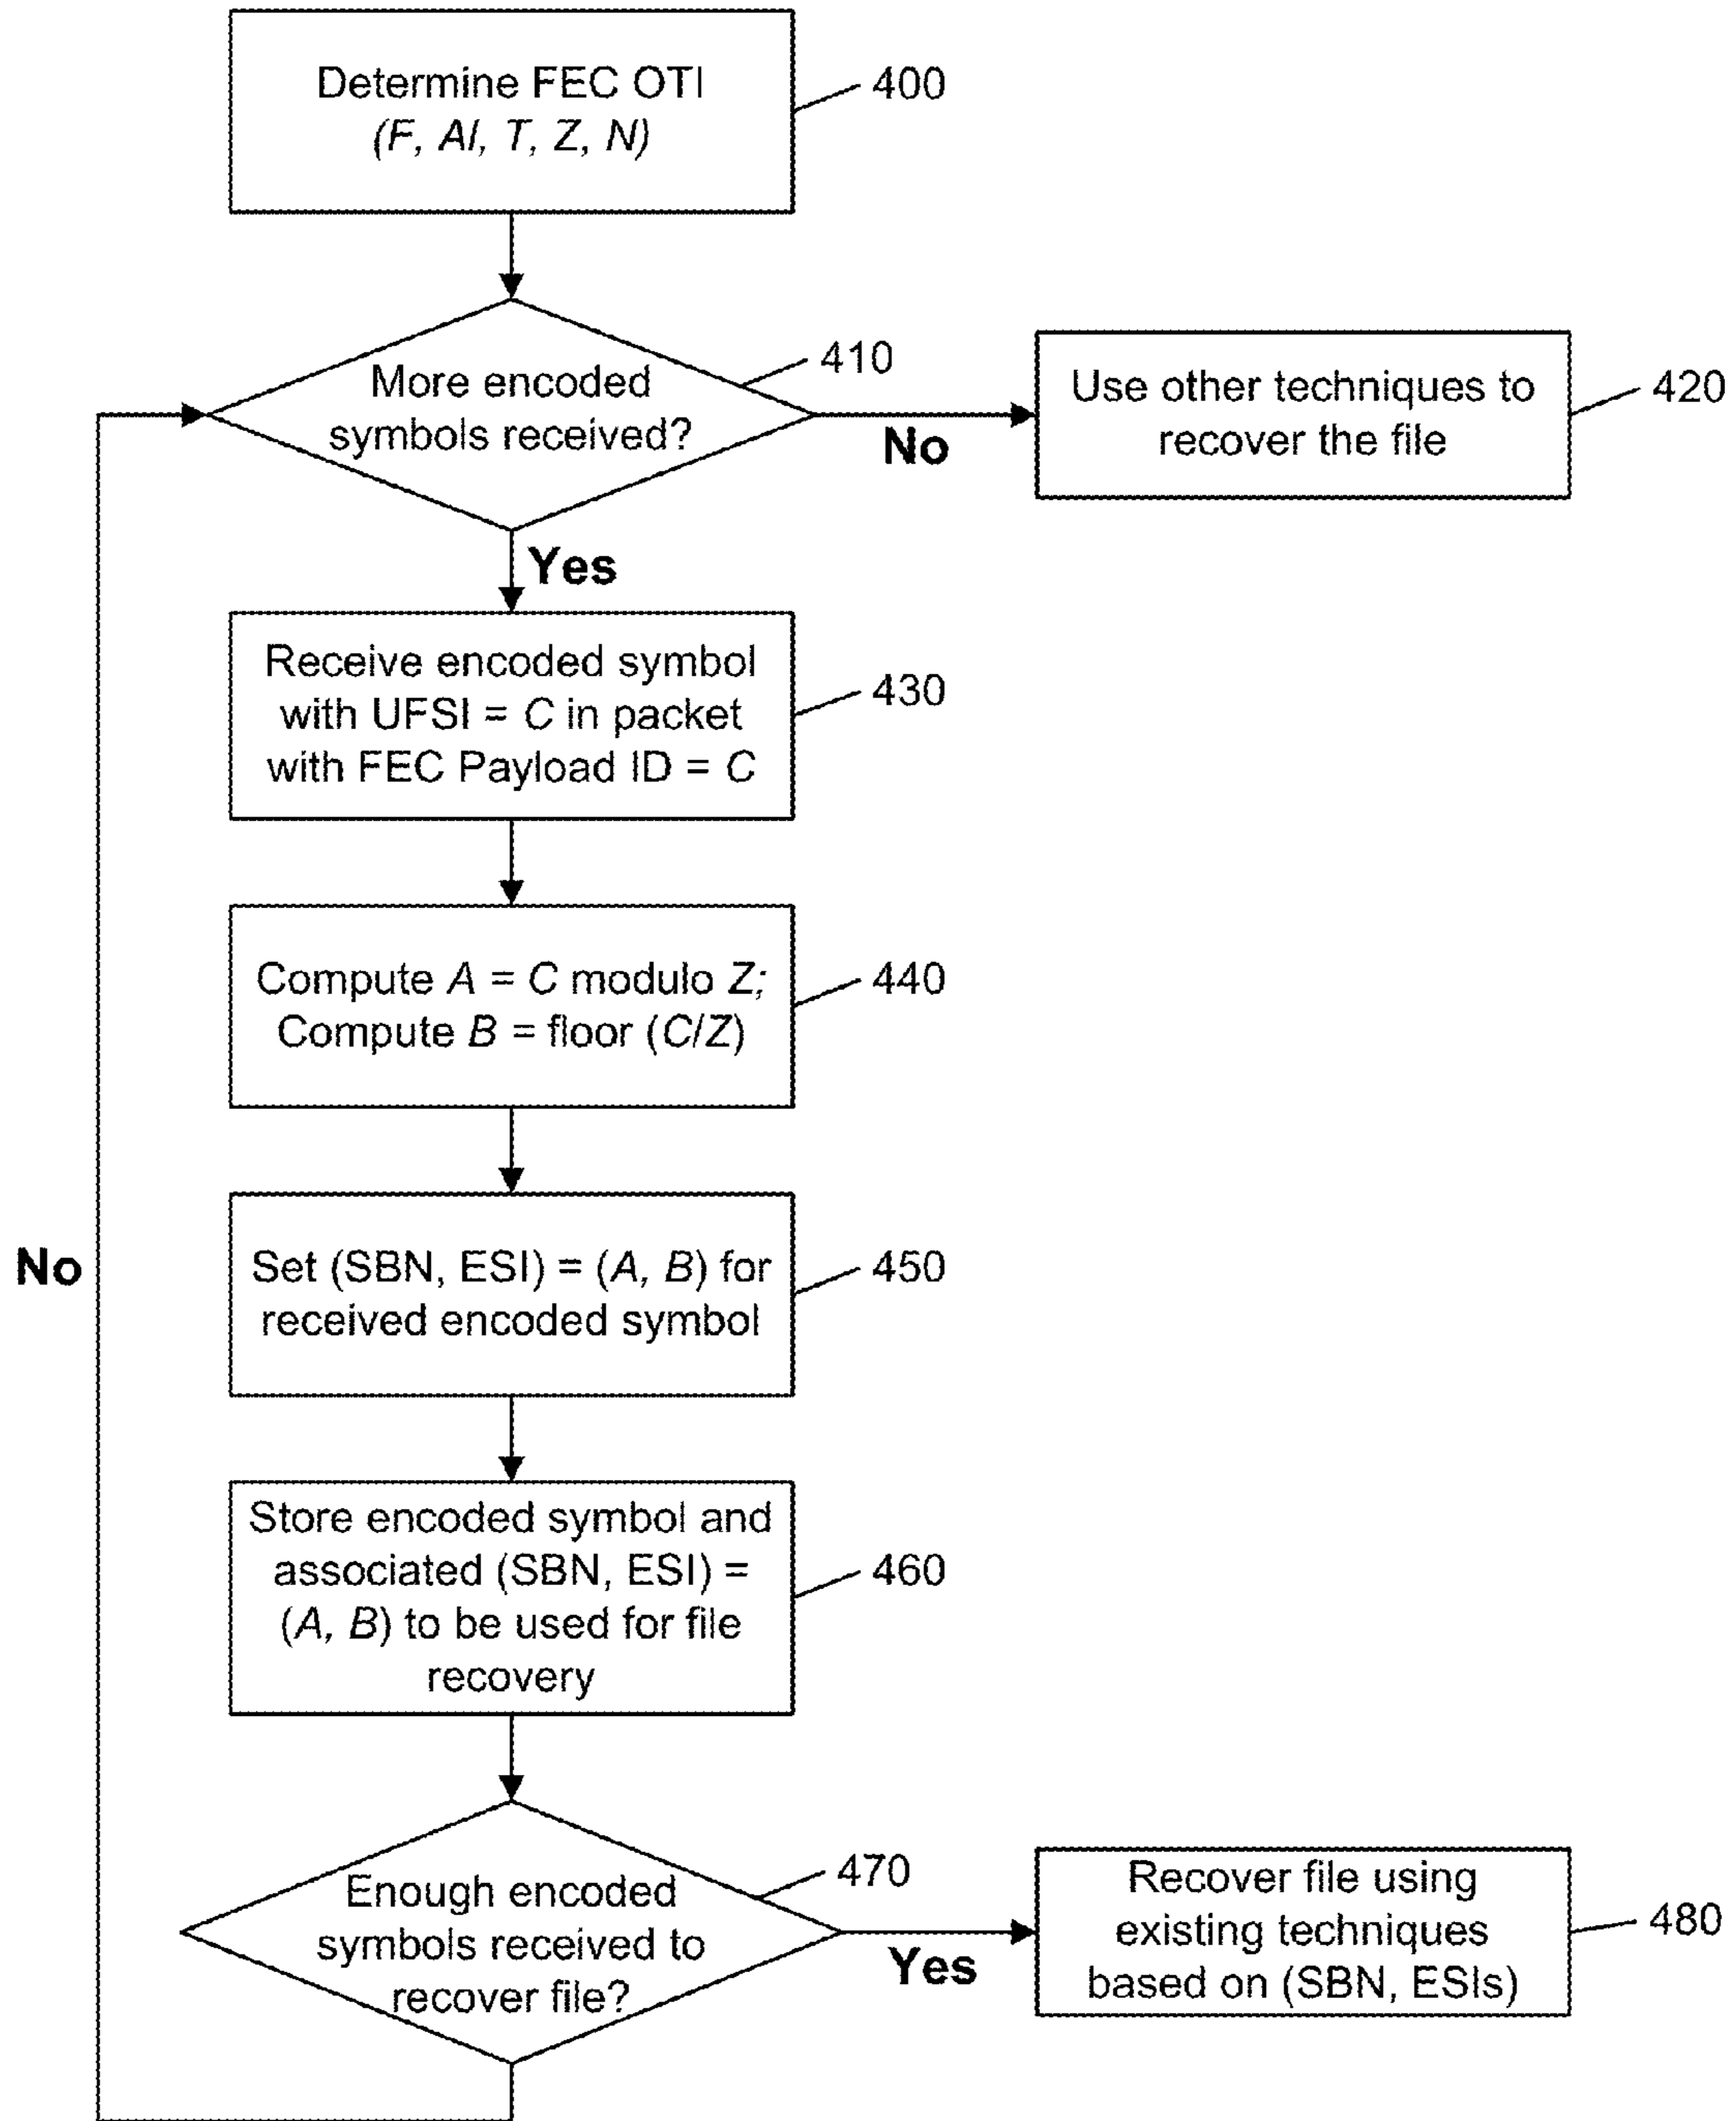 Determine FEC OTI
(F, Al, T, Z, N)
400
More encoded
symbols received?
410
No
Use other techniques to
recover the file
420
Yes
Receive encoded symbol
with UFSI = C in packet
with FEC Payload ID = C
430
Compute A = C modulo Z;
Compute B = floor (C/Z)
440
No
Set (SBN, ESI) = (A, B) for
received encoded symbol
450
Store encoded symbol and
associated (SBN, ESI) =
(A, B) to be used for file
recovery
460
Enough encoded
symbols received to
recover file?
470
Yes
Recover file using
existing techniques
based on (SBN, ESIs)
480